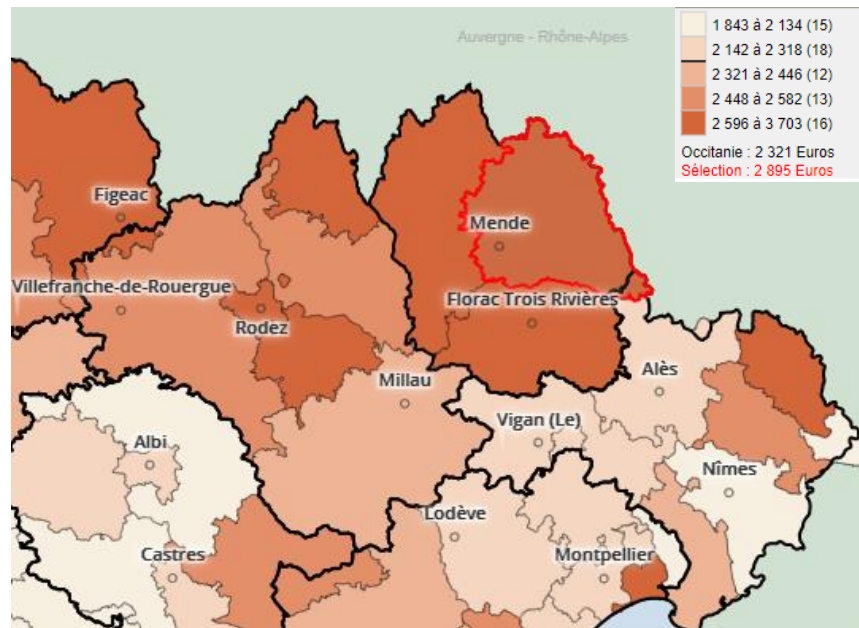 Auvergne - Rhône-Alpes
1 843 à 2 134 (15)
2 142 à 2 318 (18)
2 321 à 2 446 (12)
2 448 à 2 582 (13)
2 596 à 3 703 (16)
Occitanie : 2 321 Euros
Sélection : 2 895 Euros
Figeac
Mende
Villefranche-de-Rouergue
Florac Trois Rivières
Rodez
Millau
Alès
Vigan (Le)
Albi
Nîmes
Lodève
Castres
Montpellier